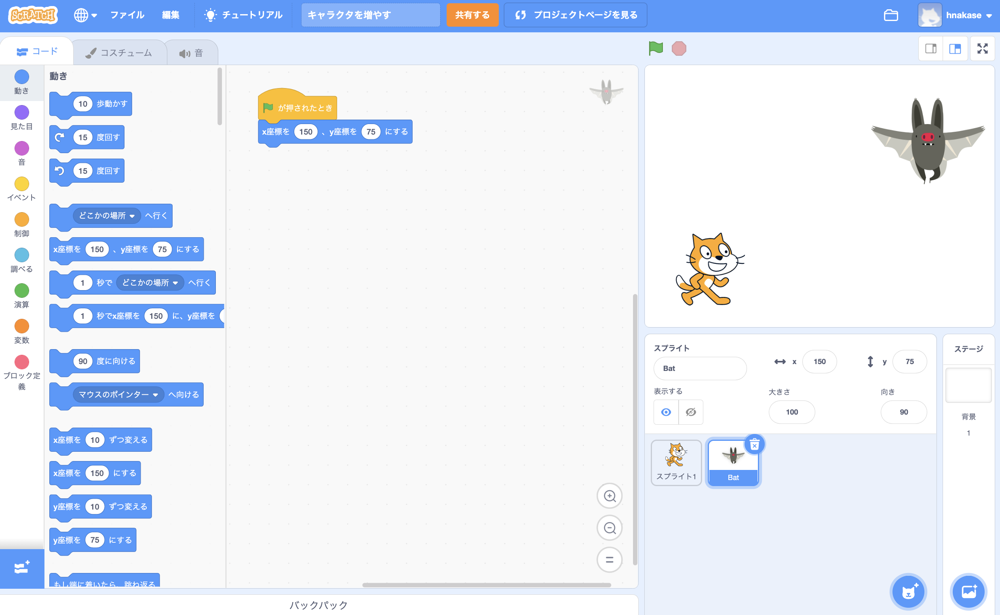 SCRATCH
ファイル
編集
チュートリアル
キャラクタを増やす
共有する
プロジェクトページを見る
hnakase
コード
コスチューム
音
動き
見た目
音
イベント
制御
調べる
演算
変数
ブロック定
義
動き
10 歩動かす
15 度回す
15 度回す
どこかの場所 へ行く
x座標を 150 、y座標を 75 にする
1 秒で どこかの場所 へ行く
1 秒でx座標を 150 に、y座標を
90 度に向ける
マウスのポインター へ向ける
x座標を 10 ずつ変える
x座標を 150 にする
y座標を 10 ずつ変える
y座標を 75 にする
もし端に着いたら、跳ね返る
が押されたとき
x座標を 150 、y座標を 75 にする
バックパック
スプライト
Bat
x 150
y 75
表示する
大きさ
100
向き
90
スプライト1
Bat
ステージ
背景
1